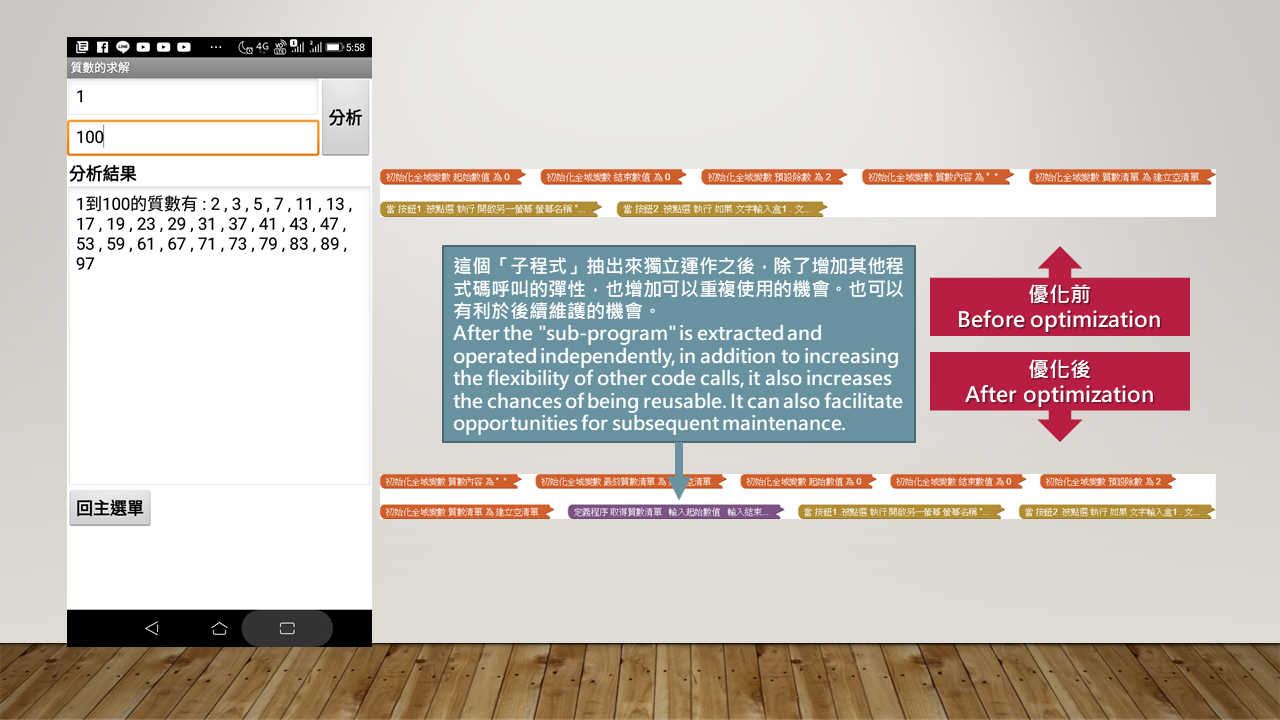 4G
5:58
質數的求解
1
分析
100
分析結果
1到100的質數有 : 2 , 3 , 5 , 7 , 11 , 13 ,
17 , 19 , 23 , 29 , 31 , 37 , 41 , 43 , 47 ,
53 , 59 , 61 , 67 , 71 , 73 , 79 , 83 , 89 ,
97
回主選單
初始化全域變數 起始數值 為 0
初始化全域變數 結束數值 為 0
初始化全域變數 預設除數 為 2
初始化全域變數 質數內容 為 " "
初始化全域變數 質數清單 為 建立空清單
當 按鈕1 .被點選 執行 開啟另一螢幕 螢幕名稱 "...
當 按鈕2 .被點選 執行 如果 文字輸入盒1 . 文...
這個「子程式」抽出來獨立運作之後，除了增加其他程
式碼呼叫的彈性，也增加可以重複使用的機會。也可以
有利於後續維護的機會。
After the "sub-program" is extracted and
operated independently, in addition to increasing
the flexibility of other code calls, it also increases
the chances of being reusable. It can also facilitate
opportunities for subsequent maintenance.
優化前
Before optimization
優化後
After optimization
初始化全域變數 質數內容 為 " "
初始化全域變數 最終質數清單 為 空清單
初始化全域變數 起始數值 為 0
初始化全域變數 結束數值 為 0
初始化全域變數 預設除數 為 2
初始化全域變數 質數清單 為 建立空清單
定義程序 取得質數清單 輸入起始數值 輸入結束...
當 按鈕1 .被點選 執行 開啟另一螢幕 螢幕名稱 "...
當 按鈕2 .被點選 執行 如果 文字輸入盒1 . 文...